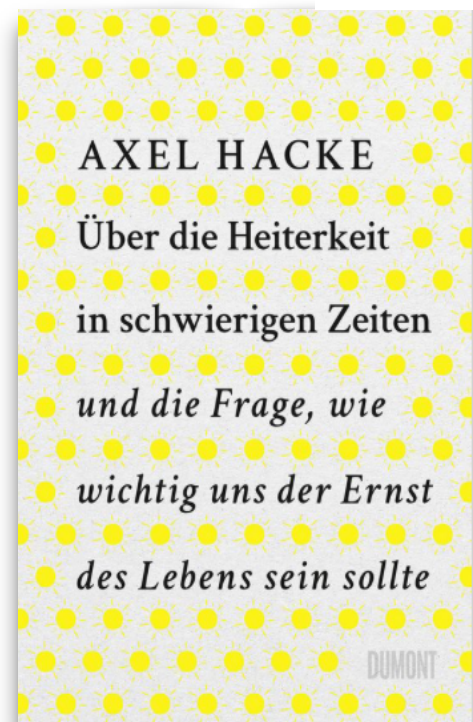 AXEL HACKE
Über die Heiterkeit
in schwierigen Zeiten
und die Frage, wie
wichtig uns der Ernst
des Lebens sein sollte
DUMONT